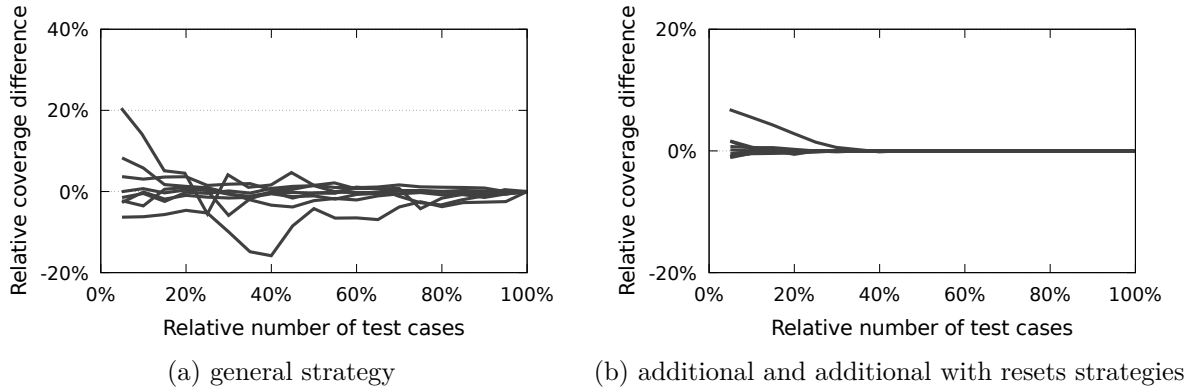 Relative coverage difference
40%
20%
0%
-20%
0% 20% 40% 60% 80% 100%
Relative number of test cases
(a) general strategy
Relative coverage difference
20%
0%
-20%
0% 20% 40% 60% 80% 100%
Relative number of test cases
(b) additional and additional with resets strategies